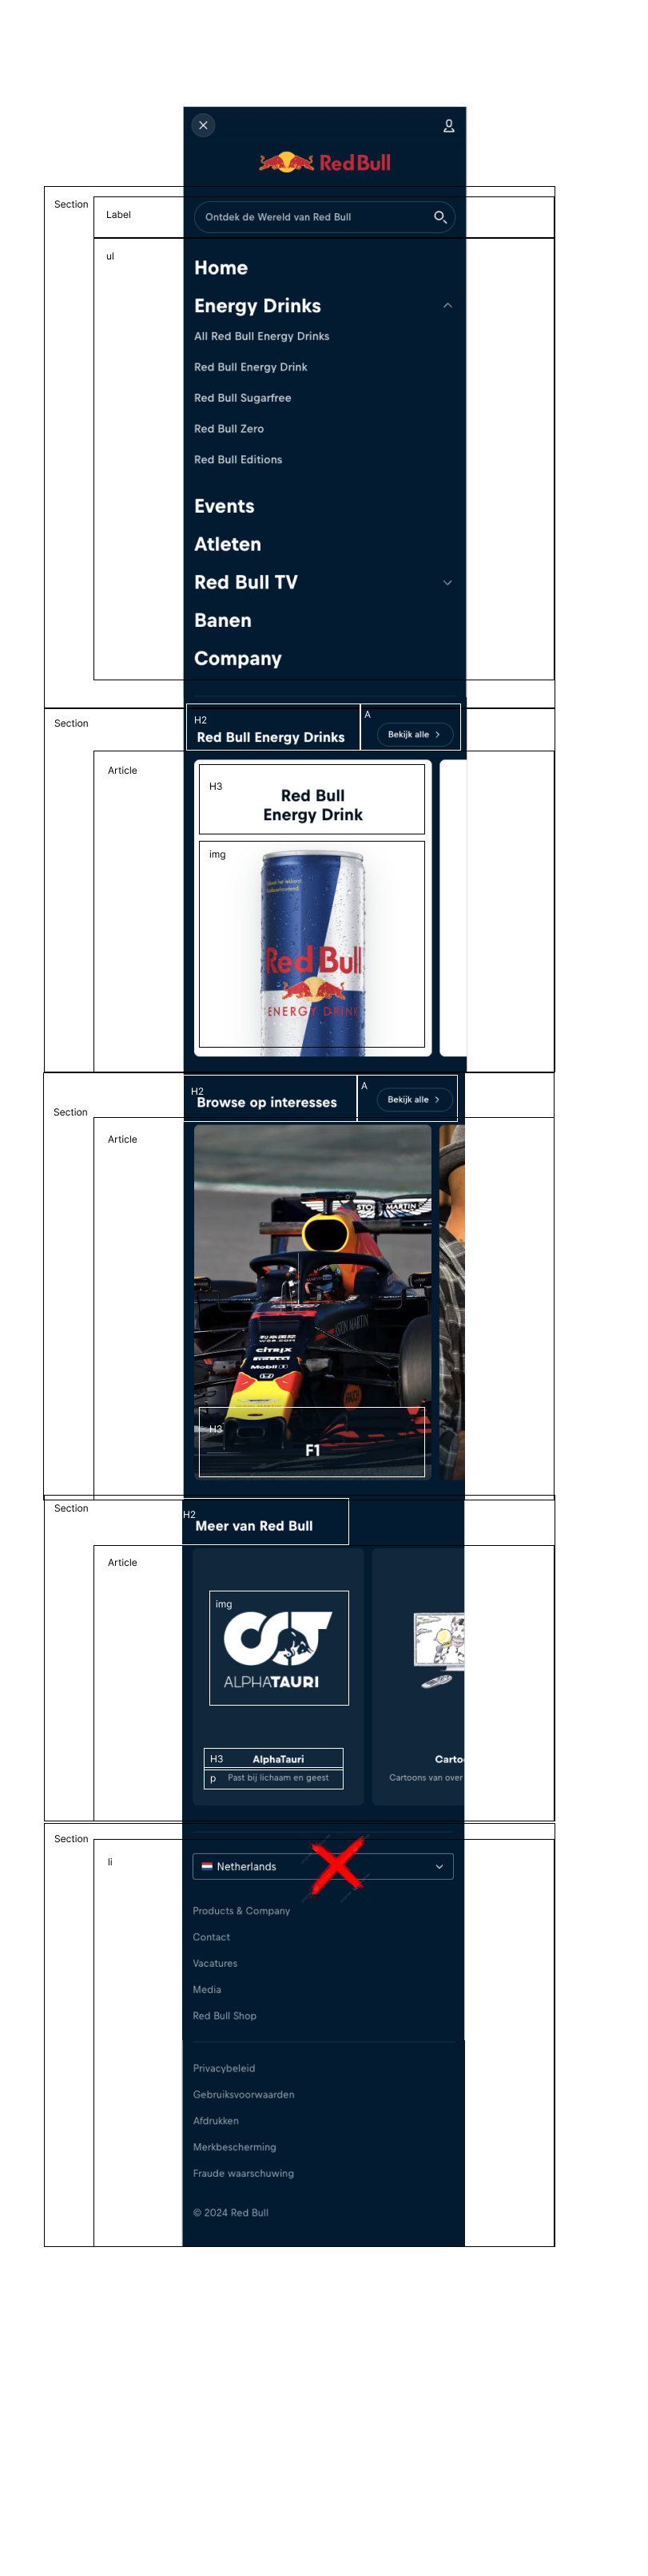 Red Bull
Section
Label
Ontdek de Wereld van Red Bull
ul
Home
Energy Drinks
All Red Bull Energy Drinks
Red Bull Energy Drink
Red Bull Sugarfree
Red Bull Zero
Red Bull Editions
Events
Atleten
Red Bull TV
Banen
Company
Section
H2
A
Red Bull Energy Drinks
Bekijk alle
Article
H3
Red Bull
Energy Drink
img
Red Bull
ENERGY DRINK
H2
A
Browse op interesses
Bekijk alle
Section
Article
ASTON MARTIN
CITRIX
Mobil 1
H3
F1
Section
H2
Meer van Red Bull
Article
img
ALPHATAURI
H3
AlphaTauri
p
Past bij lichaam en geest
Carto
Cartoons van over
Section
li
Netherlands
Products & Company
Contact
Vacatures
Media
Red Bull Shop
Privacybeleid
Gebruiksvoorwaarden
Afdrukken
Merkbescherming
Fraude waarschuwing
© 2024 Red Bull